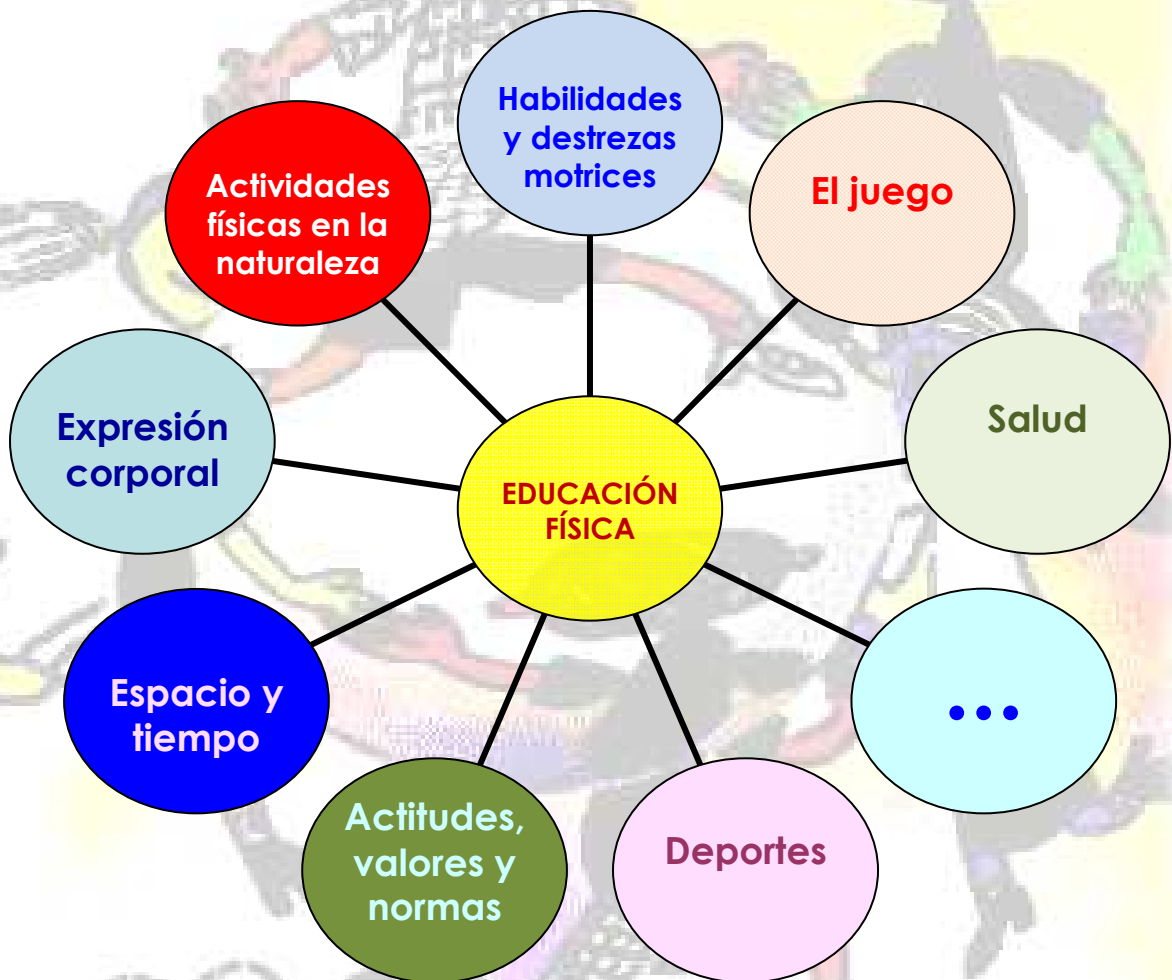 Habilidades
y destrezas
motrices
El juego
Salud
...
Deportes
Actitudes,
valores y
normas
Espacio y
tiempo
Expresión
corporal
Actividades
físicas en la
naturaleza
EDUCACIÓN
FÍSICA